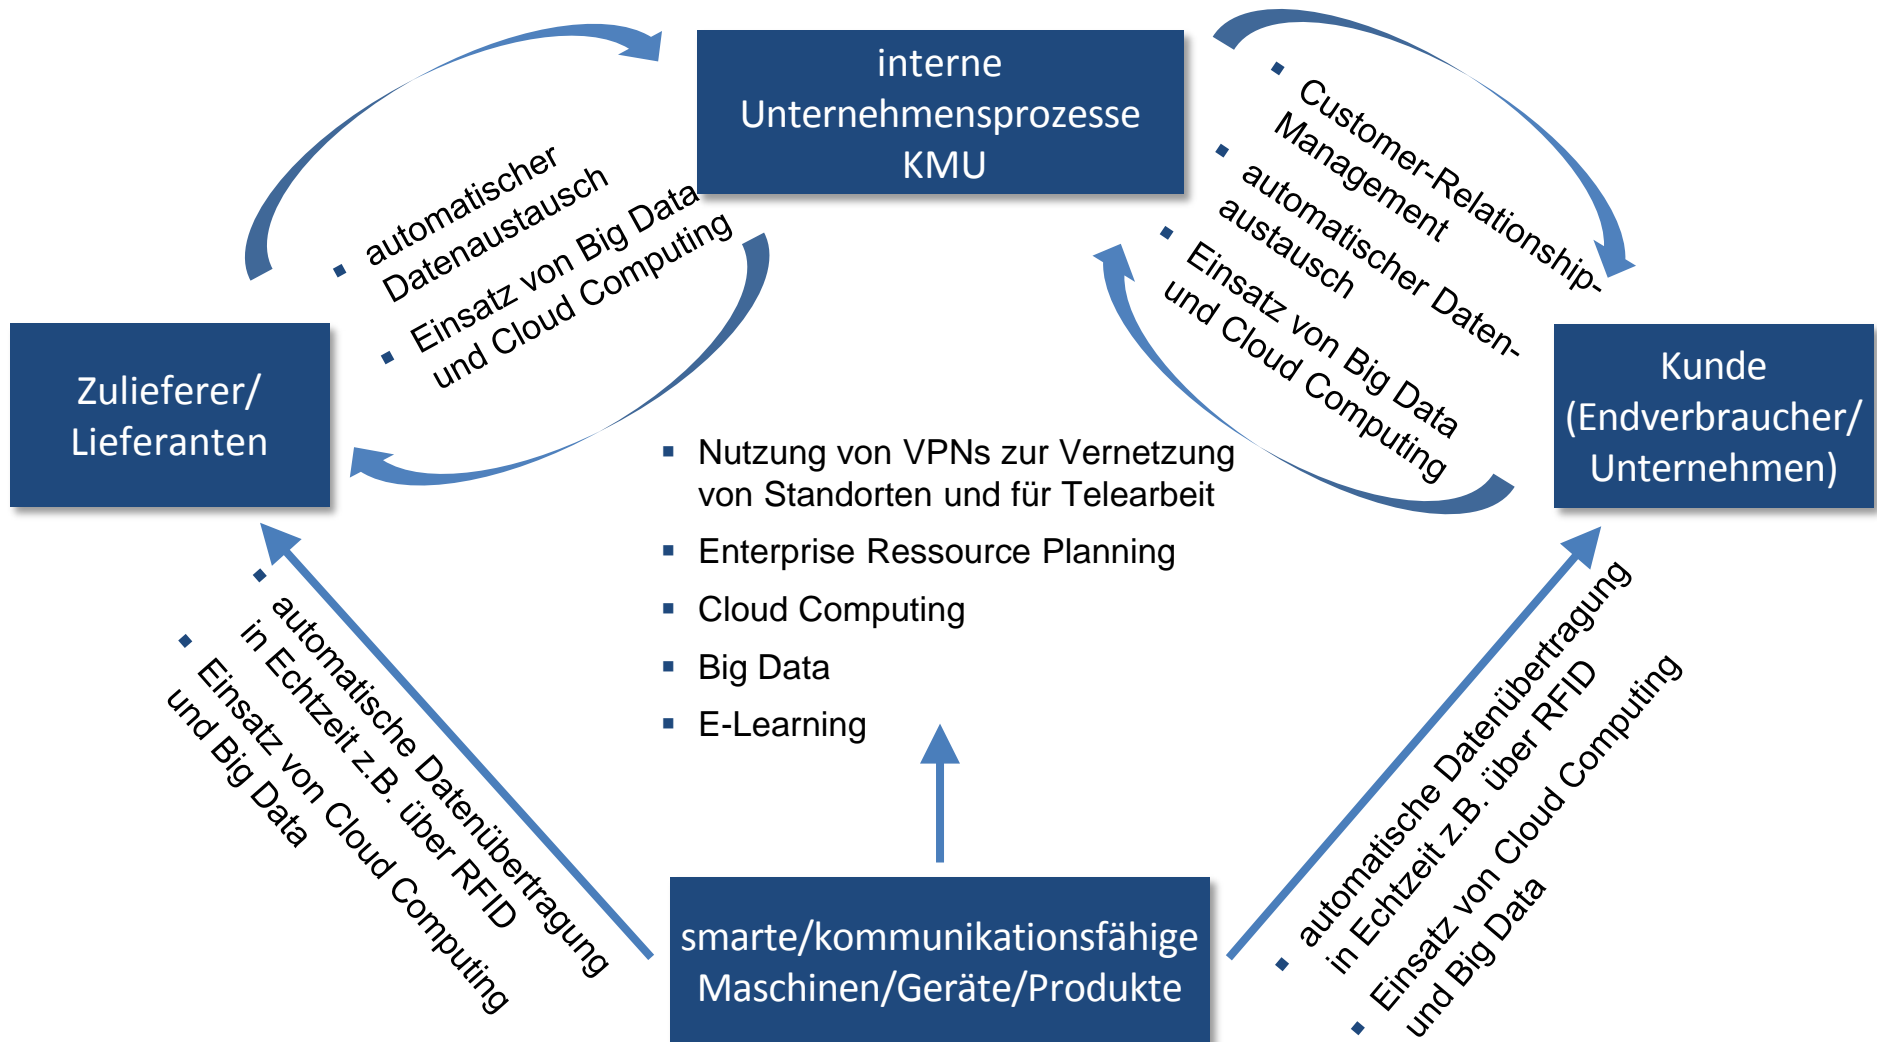 interne
Unternehmensprozesse
KMU
automatischer
Datenaustausch
Einsatz von Big Data
und Cloud Computing
Customer-Relationship-
Management
automatischer Daten-
austausch
Einsatz von Big Data
und Cloud Computing
Zulieferer/
Lieferanten
Kunde
(Endverbraucher/
Unternehmen)
Nutzung von VPNs zur Vernetzung
von Standorten und für Telearbeit
Enterprise Ressource Planning
Cloud Computing
Big Data
E-Learning
automatische Datenübertragung
in Echtzeit z.B. über RFID
Einsatz von Cloud Computing
und Big Data
automatische Datenübertragung
in Echtzeit z.B. über RFID
Einsatz von Cloud Computing
und Big Data
smarte/kommunikationsfähige
Maschinen/Geräte/Produkte